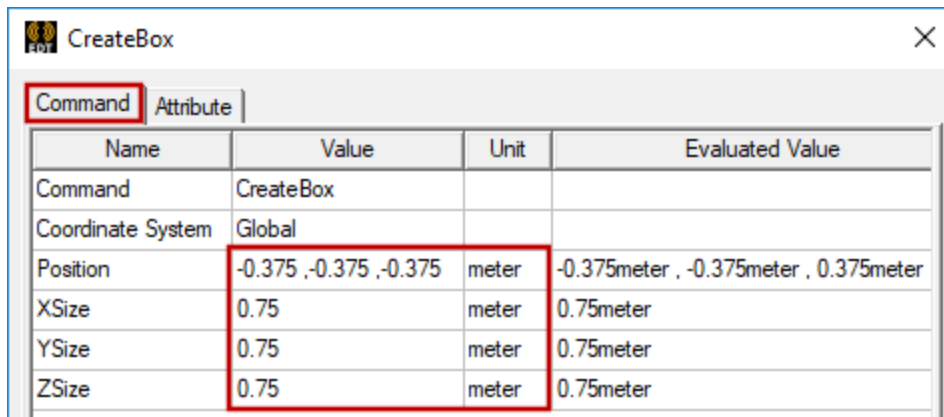 EDT CreateBox
Command Attribute
Name Value Unit Evaluated Value
Command CreateBox
Coordinate System Global
Position -0.375 ,-0.375 ,-0.375 meter -0.375meter , -0.375meter , 0.375meter
XSize 0.75 meter 0.75meter
YSize 0.75 meter 0.75meter
ZSize 0.75 meter 0.75meter